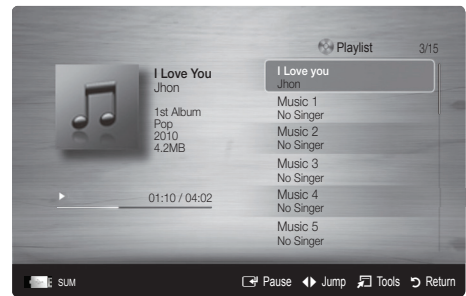 Playlist 3/15
I Love You
Jhon
1st Album
Pop
2010
4.2MB
01:10 / 04:02
I Love you
Jhon
Music 1
No Singer
Music 2
No Singer
Music 3
No Singer
Music 4
No Singer
Music 5
No Singer
SUM
Pause Jump Tools Return